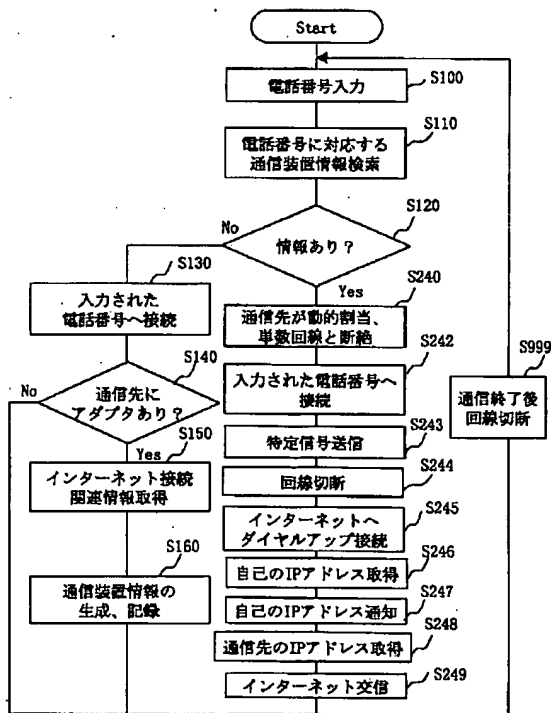 Start
電話番号入力
S100
電話番号に対応する
通信装置情報検索
S110
情報あり?
S120
No
Yes
入力された
電話番号へ接続
S130
通信先に
アダプタあり?
S140
No
Yes
インターネット接続
関連情報取得
S150
通信装置情報の
生成、記録
S160
通信先が動的割当、
単数回線と断絶
S240
入力された電話番号へ
接続
S242
特定信号送信
S243
回線切断
S244
インターネットへ
ダイヤルアップ接続
S245
自己のIPアドレス取得
S246
自己のIPアドレス通知
S247
通信先のIPアドレス取得
S248
インターネット交信
S249
通信終了後
回線切断
S999